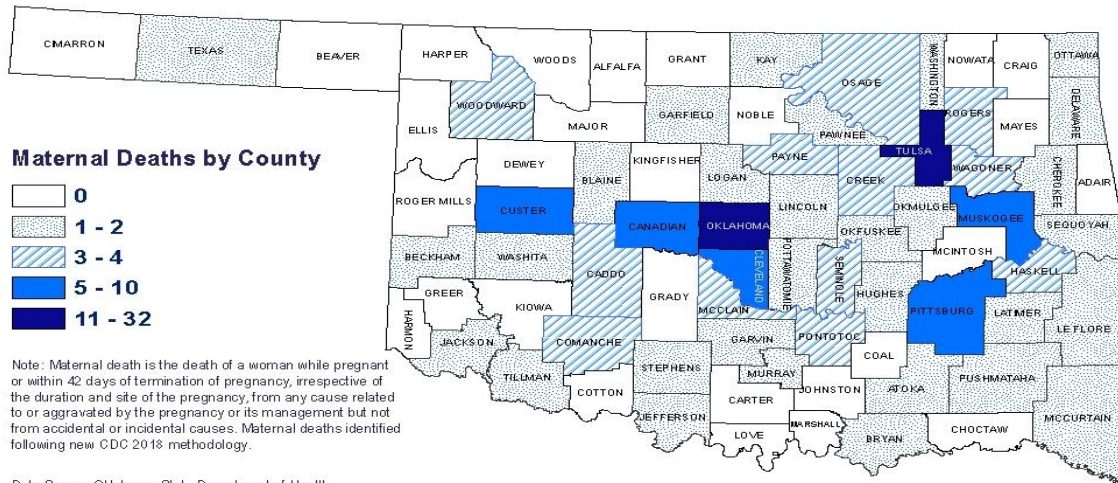 CIMARRON
TEXAS
BEAVER
HARPER
WOODS
ALFALFA
GRANT
KAY
OSAGE
WASHINGTON
NOWATA
CRAIG
OTTAWA
WOODWARD
ELLIS
MAJOR
GARFIELD
NOBLE
PAWNEE
ROGERS
MAYES
DELAWARE
Maternal Deaths by County
0
1 - 2
3 - 4
5 - 10
11 - 32
DEWEY
BLAINE
KINGFISHER
LOGAN
PAYNE
CREEK
TULSA
WAGONER
CHEROKEE
ADAIR
ROGER MILLS
CUSTER
CANADIAN
OKLAHOMA
LINCOLN
OKMULGEE
MUSKOGEE
SEQUOYAH
BECKHAM
WASHITA
CADDO
CLEVELAND
POTTAWATOMIE
SEMINOLE
OKFUSKEE
MCINTOSH
HASKELL
HARMON
GREER
KIOWA
GRADY
MCCLAIN
HUGHES
PITTSBURG
LATIMER
LE FLORE
JACKSON
COMANCHE
GARVIN
PONTOTOC
COAL
TILLMAN
COTTON
STEPHENS
MURRAY
JOHNSTON
ATOKA
PUSHMATAHA
JEFFERSON
CARTER
LOVE
MARSHALL
BRYAN
CHOCTAW
MCCURTAIN
Note: Maternal death is the death of a woman while pregnant
or within 42 days of termination of pregnancy, irrespective of
the duration and site of the pregnancy, from any cause related
to or aggravated by the pregnancy or its management but not
from accidental or incidental causes. Maternal deaths identified
following new CDC 2018 methodology.